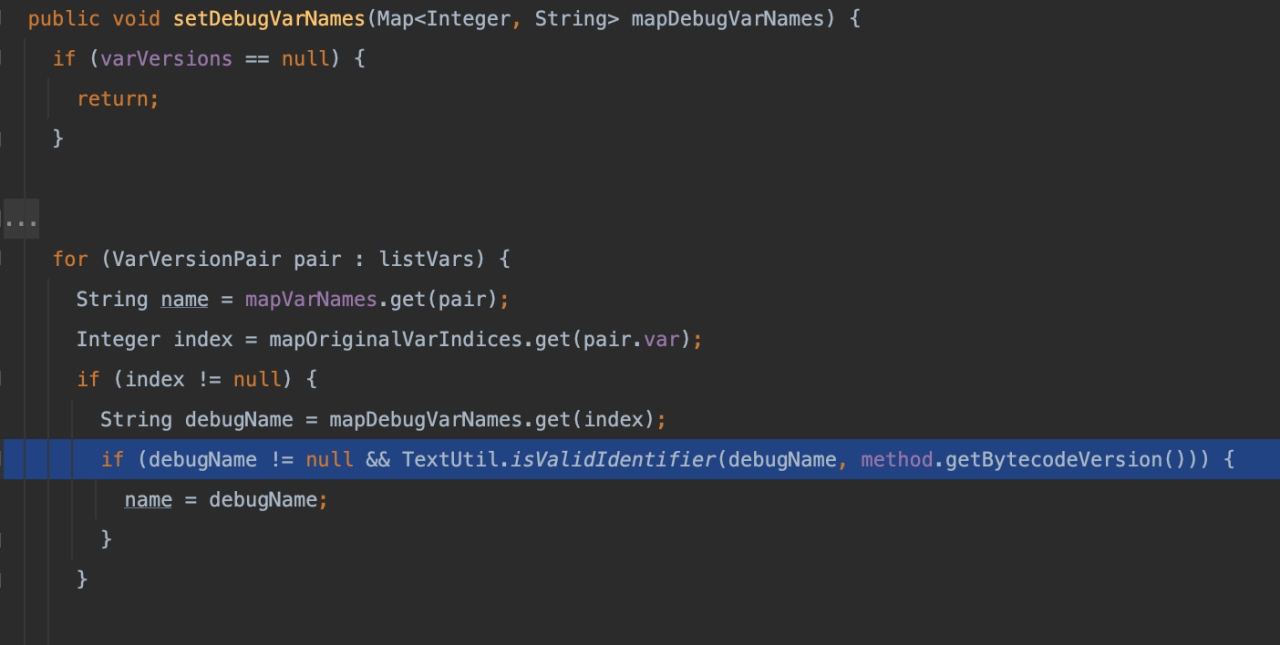 public void setDebugVarNames(Map<Integer, String> mapDebugVarNames) {
if (varVersions == null) {
return;
}
...
for (VarVersionPair pair : listVars) {
String name = mapVarNames.get(pair);
Integer index = mapOriginalVarIndices.get(pair.var);
if (index != null) {
String debugName = mapDebugVarNames.get(index);
if (debugName != null && TextUtil.isValidIdentifier(debugName, method.getBytecodeVersion())) {
name = debugName;
}
}